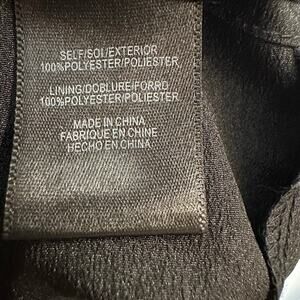 SELF/SOI/EXTERIOR
100%POLYESTER/POLIESTER
LINING/DOBLURE/FORRO
100%POLYESTER/POLIESTER
MADE IN CHINA
FABRIQUE EN CHINE
HECHO EN CHINA